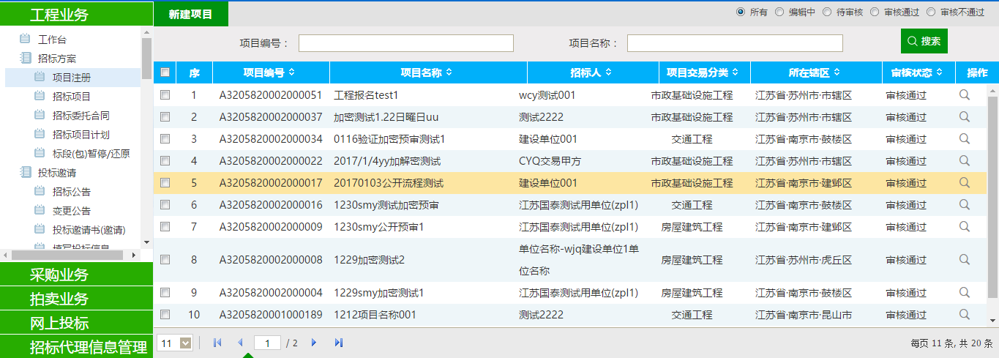 工程业务
工作台
招标方案
项目注册
招标项目
招标委托合同
招标项目计划
标段(包)暂停/还原
投标邀请
招标公告
变更公告
投标邀请书(邀请)
填写投标信息
采购业务
拍卖业务
网上投标
招标代理信息管理
新建项目
所有 编辑中 待审核 审核通过 审核不通过
项目编号： 项目名称： 搜索
序 项目编号 项目名称 招标人 项目交易分类 所在辖区 审核状态 操作
1 A3205820002000051 工程报名test1 wcy测试001 市政基础设施工程 江苏省·苏州市·市辖区 审核通过
2 A3205820002000037 加密测试1.22日曜日uu 测试2222 市政基础设施工程 江苏省·苏州市·市辖区 审核通过
3 A3205820002000034 0116验证加密预审测试1 建设单位001 交通工程 江苏省·南京市·鼓楼区 审核通过
4 A3205820002000022 2017/1/4yy加解密测试 CYQ交易甲方 市政基础设施工程 江苏省·苏州市·市辖区 审核通过
5 A3205820002000017 20170103公开流程测试 建设单位001 市政基础设施工程 江苏省·南京市·建邺区 审核通过
6 A3205820002000016 1230smy测试加密预审 江苏国泰测试用单位(zpl1) 交通工程 江苏省·南京市·鼓楼区 审核通过
7 A3205820002000009 1230smy公开预审1 江苏国泰测试用单位(zpl1) 房屋建筑工程 江苏省·南京市·建邺区 审核通过
8 A3205820002000008 1229加密测试2 单位名称-wjq建设单位1单 房屋建筑工程 江苏省·苏州市·虎丘区 审核通过
位名称
9 A3205820002000004 1229smy加密测试1 江苏国泰测试用单位(zpl1) 房屋建筑工程 江苏省·南京市·鼓楼区 审核通过
10 A3205820001000189 1212项目名称001 测试2222 交通工程 江苏省·南京市·昆山市 审核通过
11 1 / 2 每页 11 条, 共 20 条